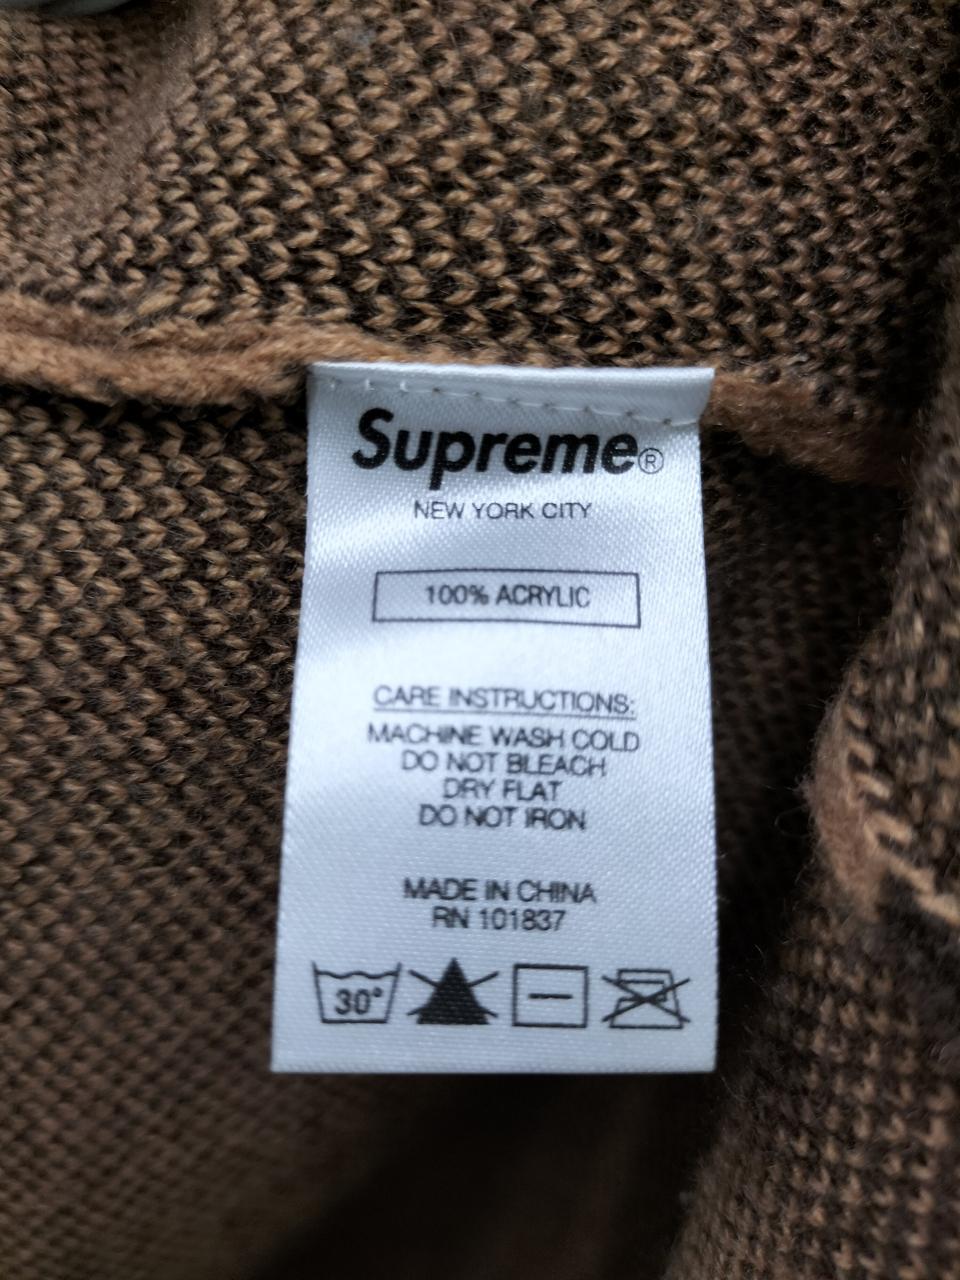 Supreme®
NEW YORK CITY
100% ACRYLIC
CARE INSTRUCTIONS:
MACHINE WASH COLD
DO NOT BLEACH
DRY FLAT
DO NOT IRON
MADE IN CHINA
RN 101837
30°